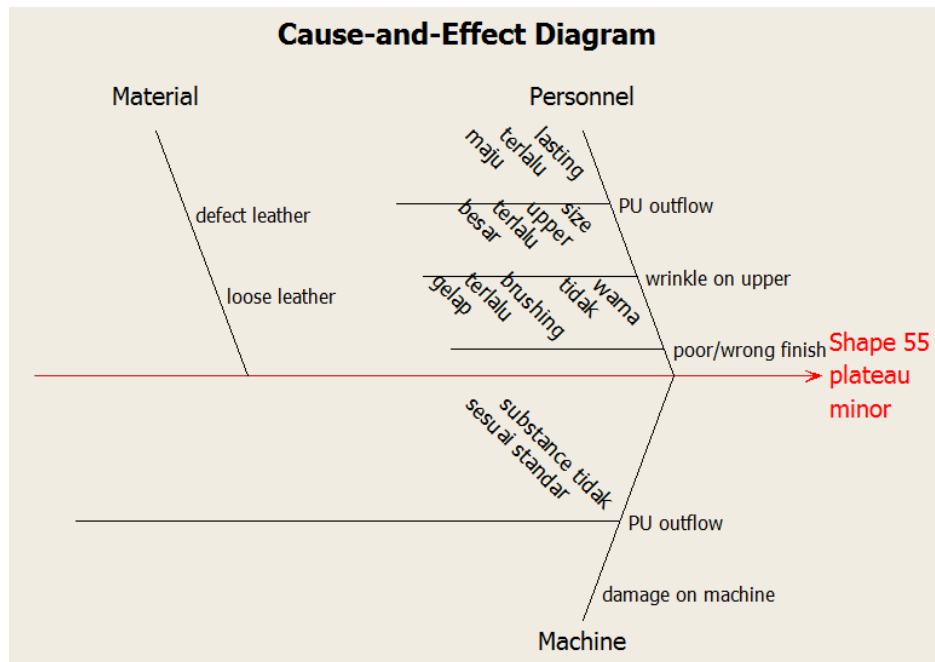 Cause-and-Effect Diagram
Material
Personnel
lasting
terlalu
maju
PU outflow
defect leather
size
upper
terlalu
besar
wrinkle on upper
loose leather
warna
tidak
brushing
terlalu
gelap
poor/wrong finish
Shape 55
plateau
minor
substance tidak
sesuai standar
PU outflow
damage on machine
Machine